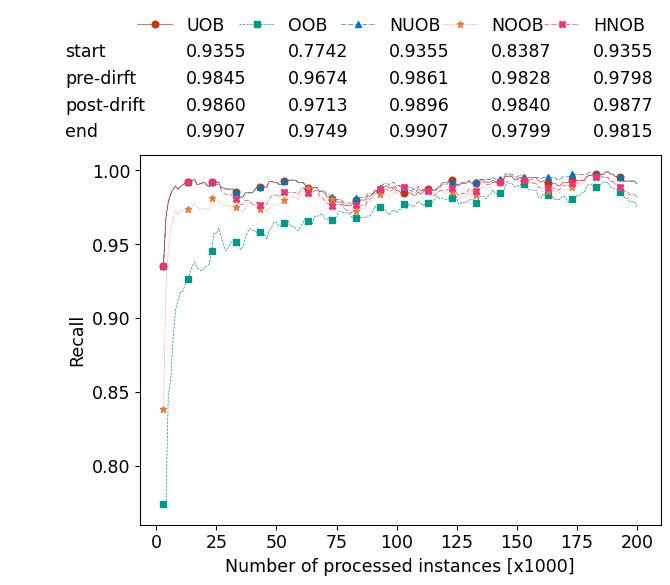 UOB OOB NUOB NOOB HNOB
start 0.9355 0.7742 0.9355 0.8387 0.9355
pre-dirft 0.9845 0.9674 0.9861 0.9828 0.9798
post-drift 0.9860 0.9713 0.9896 0.9840 0.9877
end 0.9907 0.9749 0.9907 0.9799 0.9815
1.00
0.95
0.90
0.85
0.80
Recall
0 25 50 75 100 125 150 175 200
Number of processed instances [x1000]